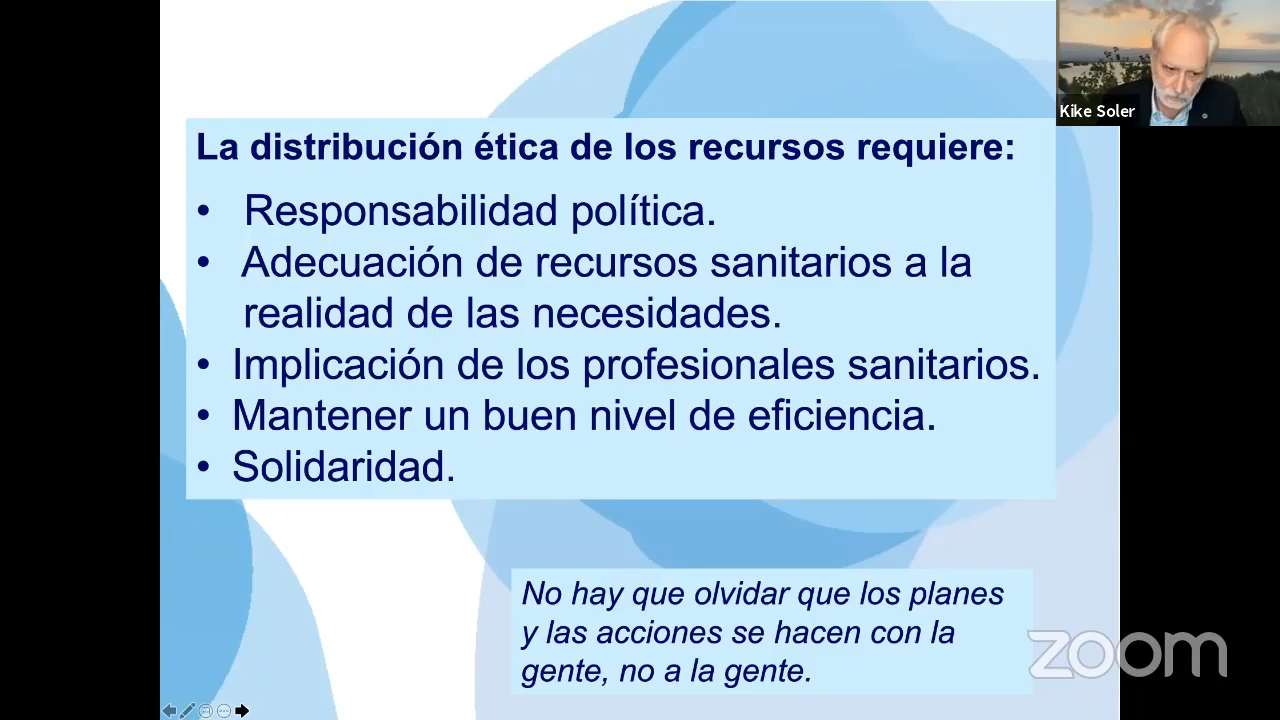 Kike Soler
La distribución ética de los recursos requiere:
• Responsabilidad política.
• Adecuación de recursos sanitarios a la
realidad de las necesidades.
• Implicación de los profesionales sanitarios.
• Mantener un buen nivel de eficiencia.
• Solidaridad.
No hay que olvidar que los planes
y las acciones se hacen con la
gente, no a la gente.
zoom